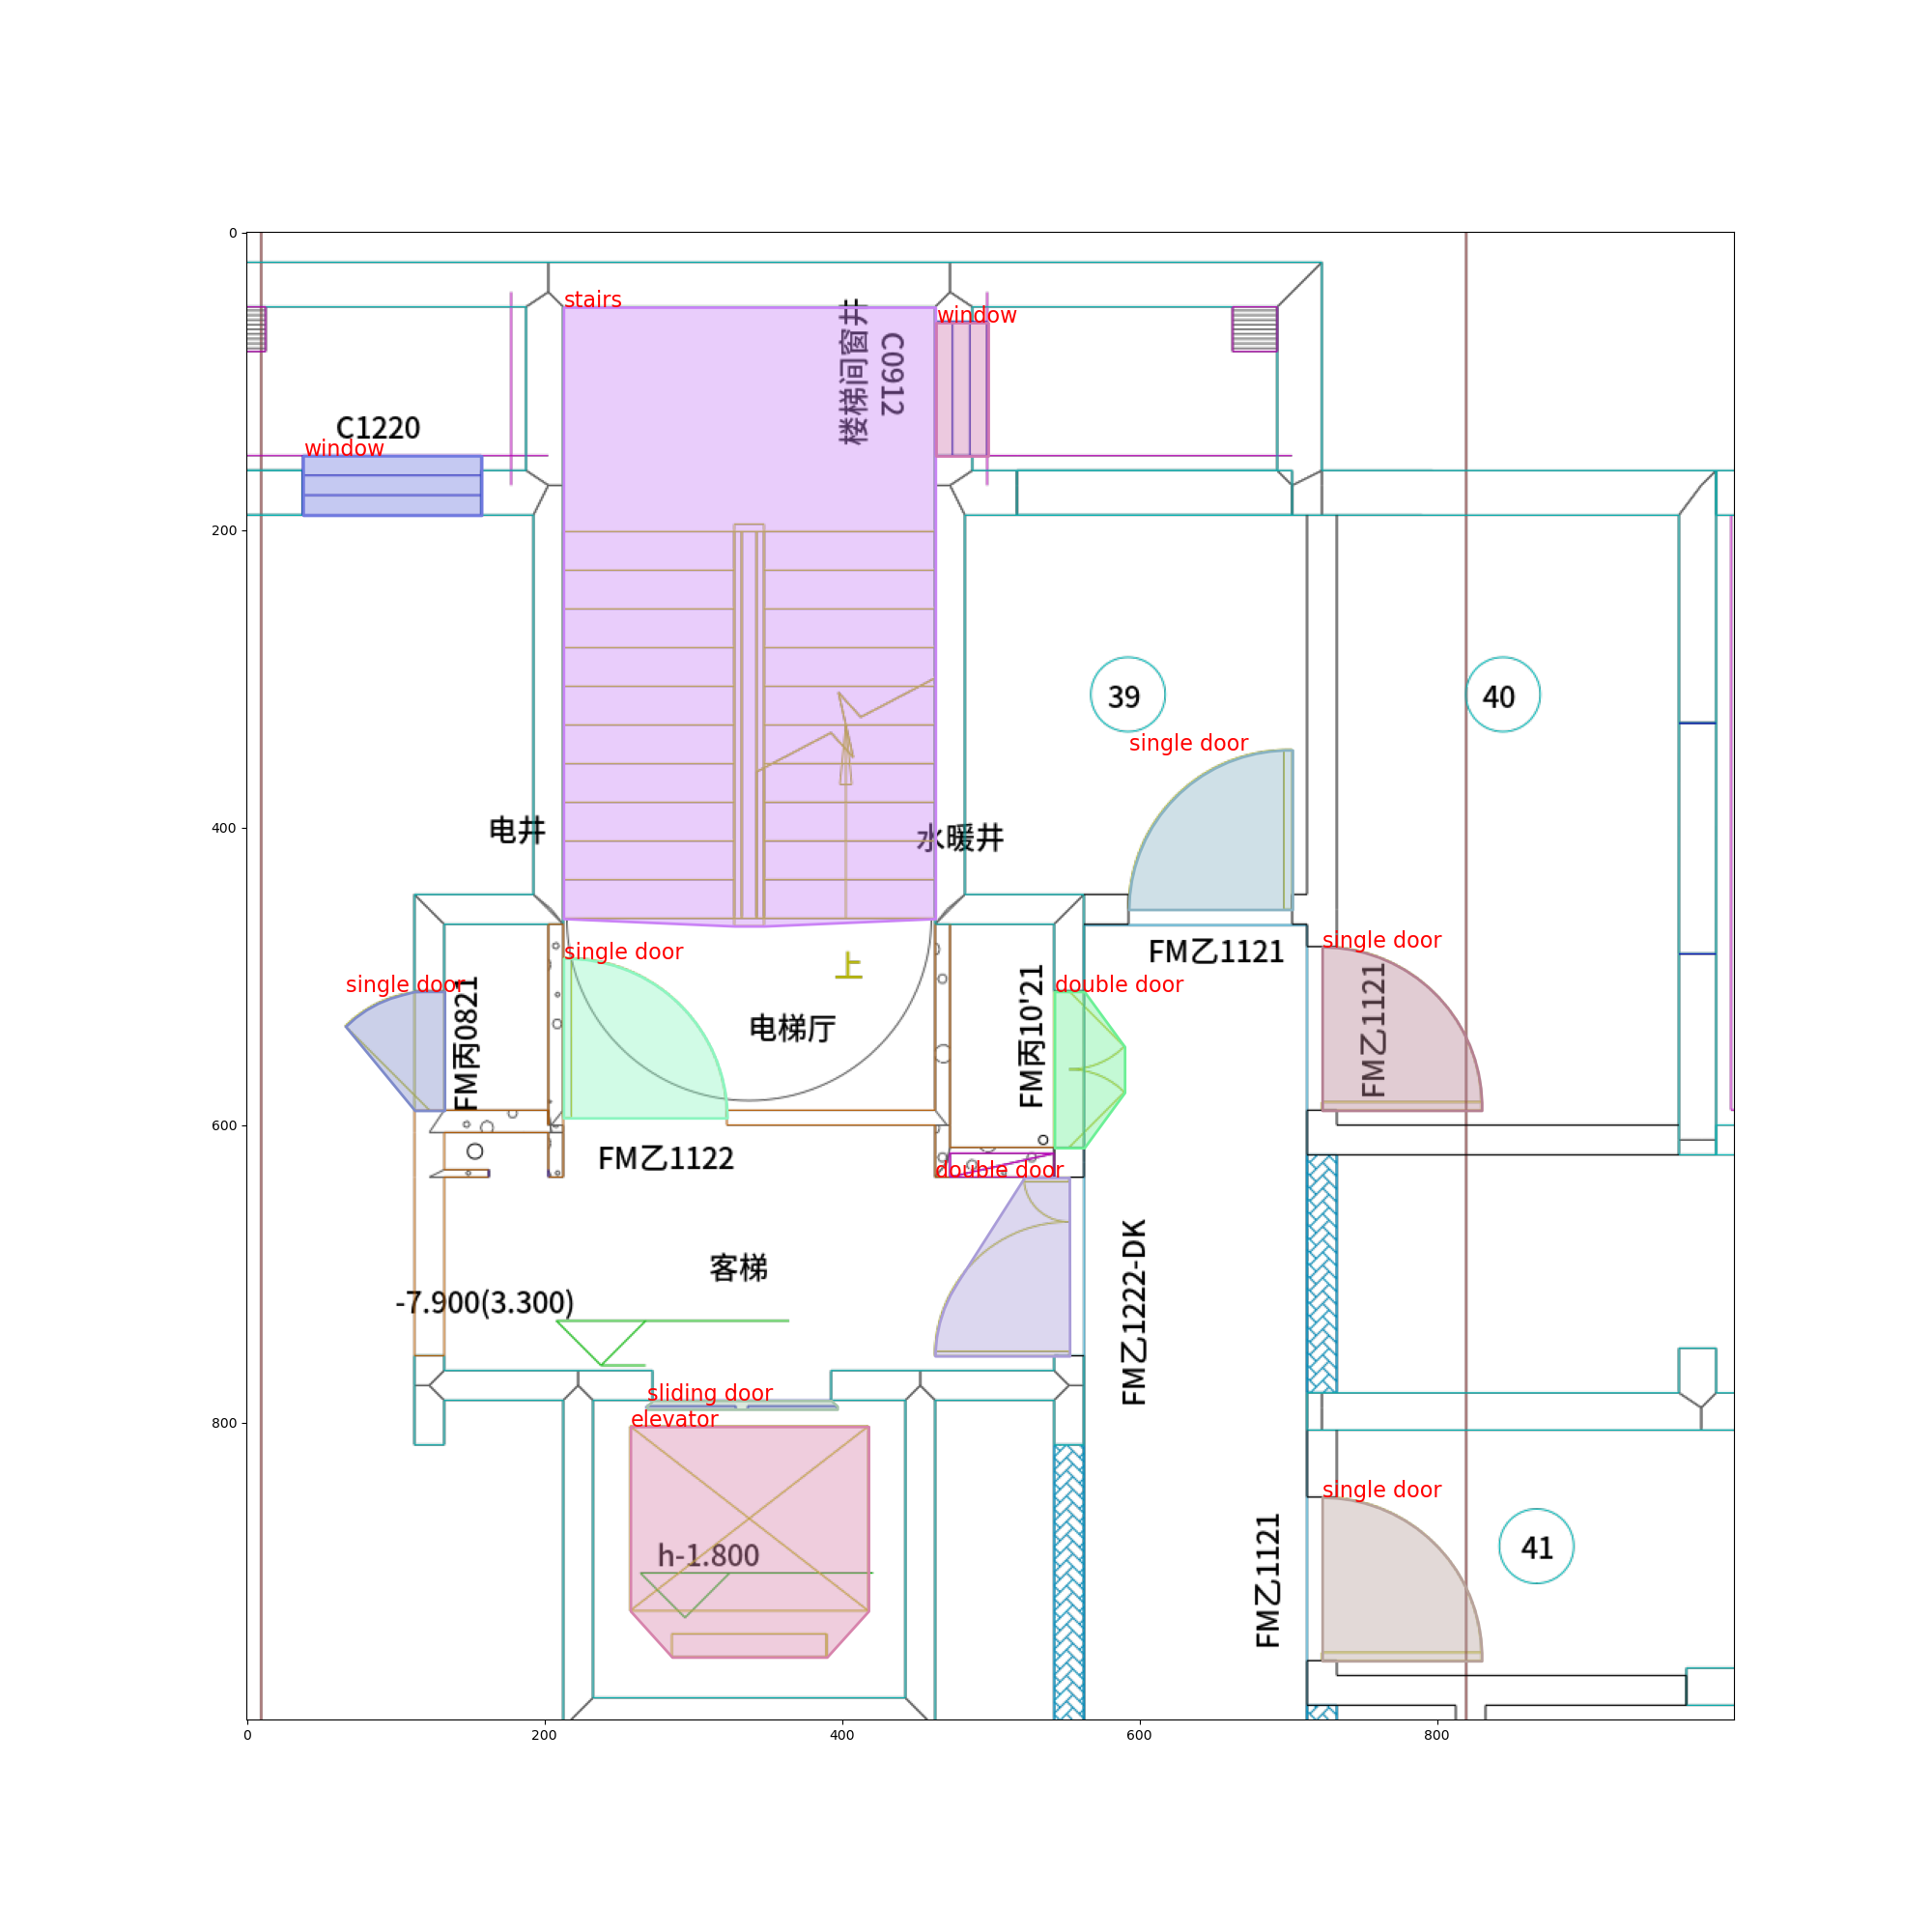 0
stairs
window
楼梯间窗井
C0912
C1220
window
200
39
40
single door
400
电井
水暖井
single door
single door
FM乙1121
single door
上
single door
double door
FM丙0821
电梯厅
FM丙10'21
FM乙1121
600
FM乙1122
double door
客梯
FM乙1222-DK
-7.900(3.300)
sliding door
elevator
800
single door
h-1.800
FM乙1121
41
0
200
400
600
800